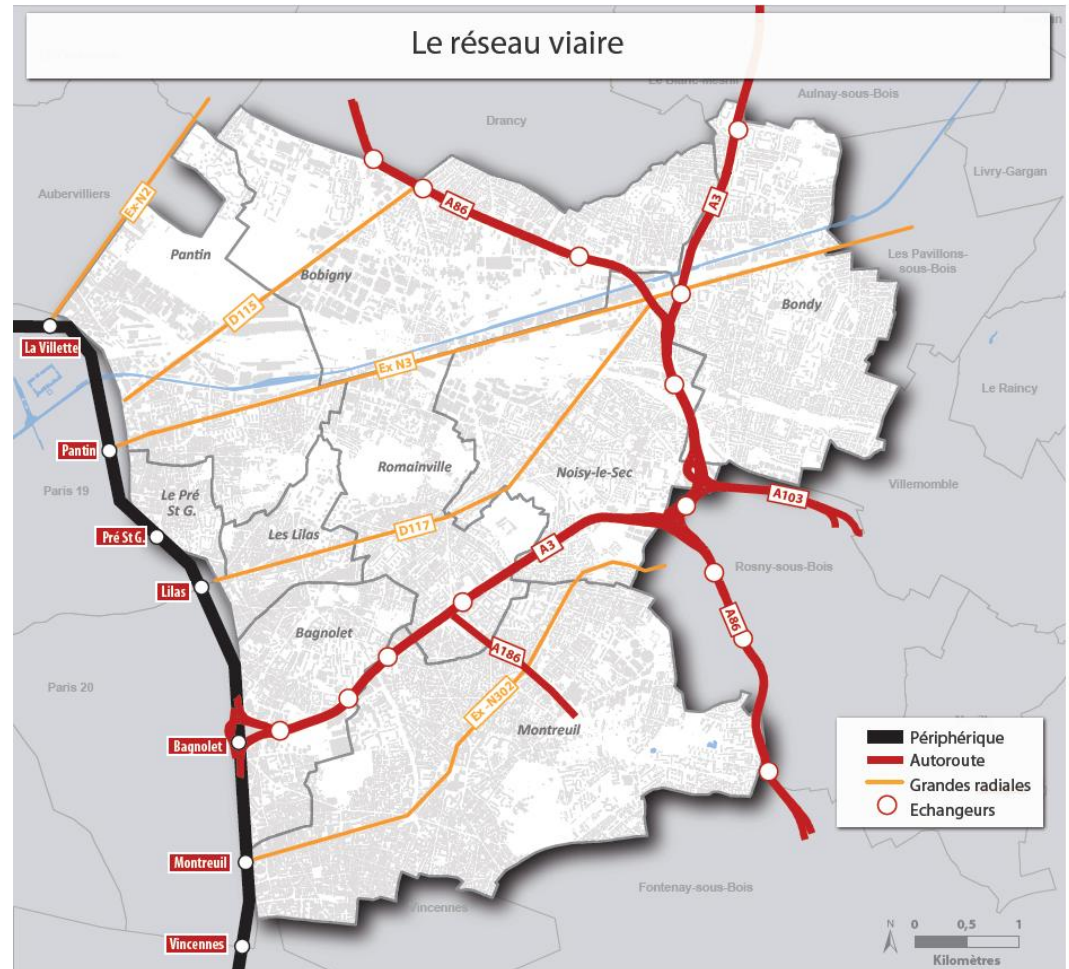 Le réseau viaire
Aulnay-sous-Bois
Drancy
Livry-Gargan
Aubervilliers
Ex-N2
A86
A3
Pantin
Bobigny
Les Pavillons-
sous-Bois
D115
Bondy
La Villette
Ex N3
Le Raincy
Pantin
Romainville
Noisy-le-Sec
Paris 19
Le Pré
St G.
Villemomble
A103
Les Lilas
D117
Pré St G.
A3
Rosny-sous-Bois
Lilas
Bagnolet
A86
A186
Paris 20
Ex -N302
Montreuil
Bagnolet
Périphérique
Autoroute
Grandes radiales
Echangeurs
Montreuil
Fontenay-sous-Bois
Vincennes
Vincennes
N
0 0,5 1
Kilomètres